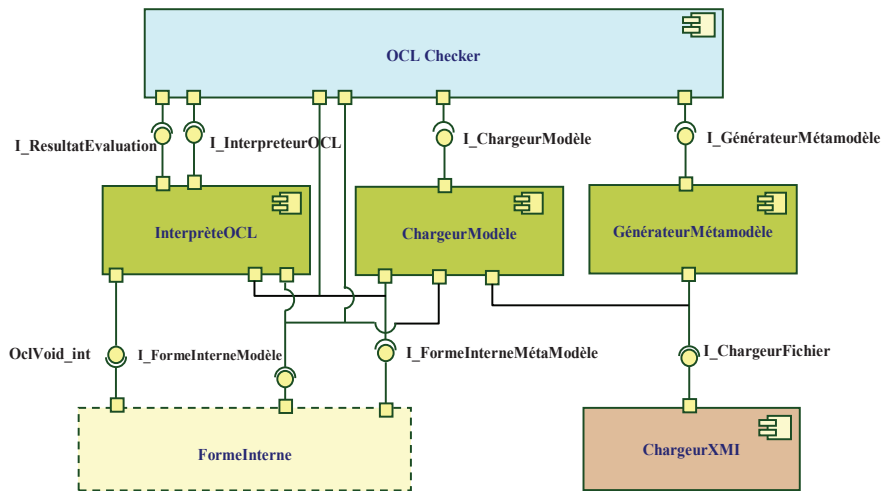 OCL Checker
I_ResultatEvaluation
I_InterpreteurOCL
I_ChargeurModèle
I_GénérateurMétamodèle
InterprèteOCL
ChargeurModèle
GénérateurMétamodèle
OclVoid_int
I_FormeInterneModèle
I_FormeInterneMétaModèle
I_ChargeurFichier
FormeInterne
ChargeurXMI